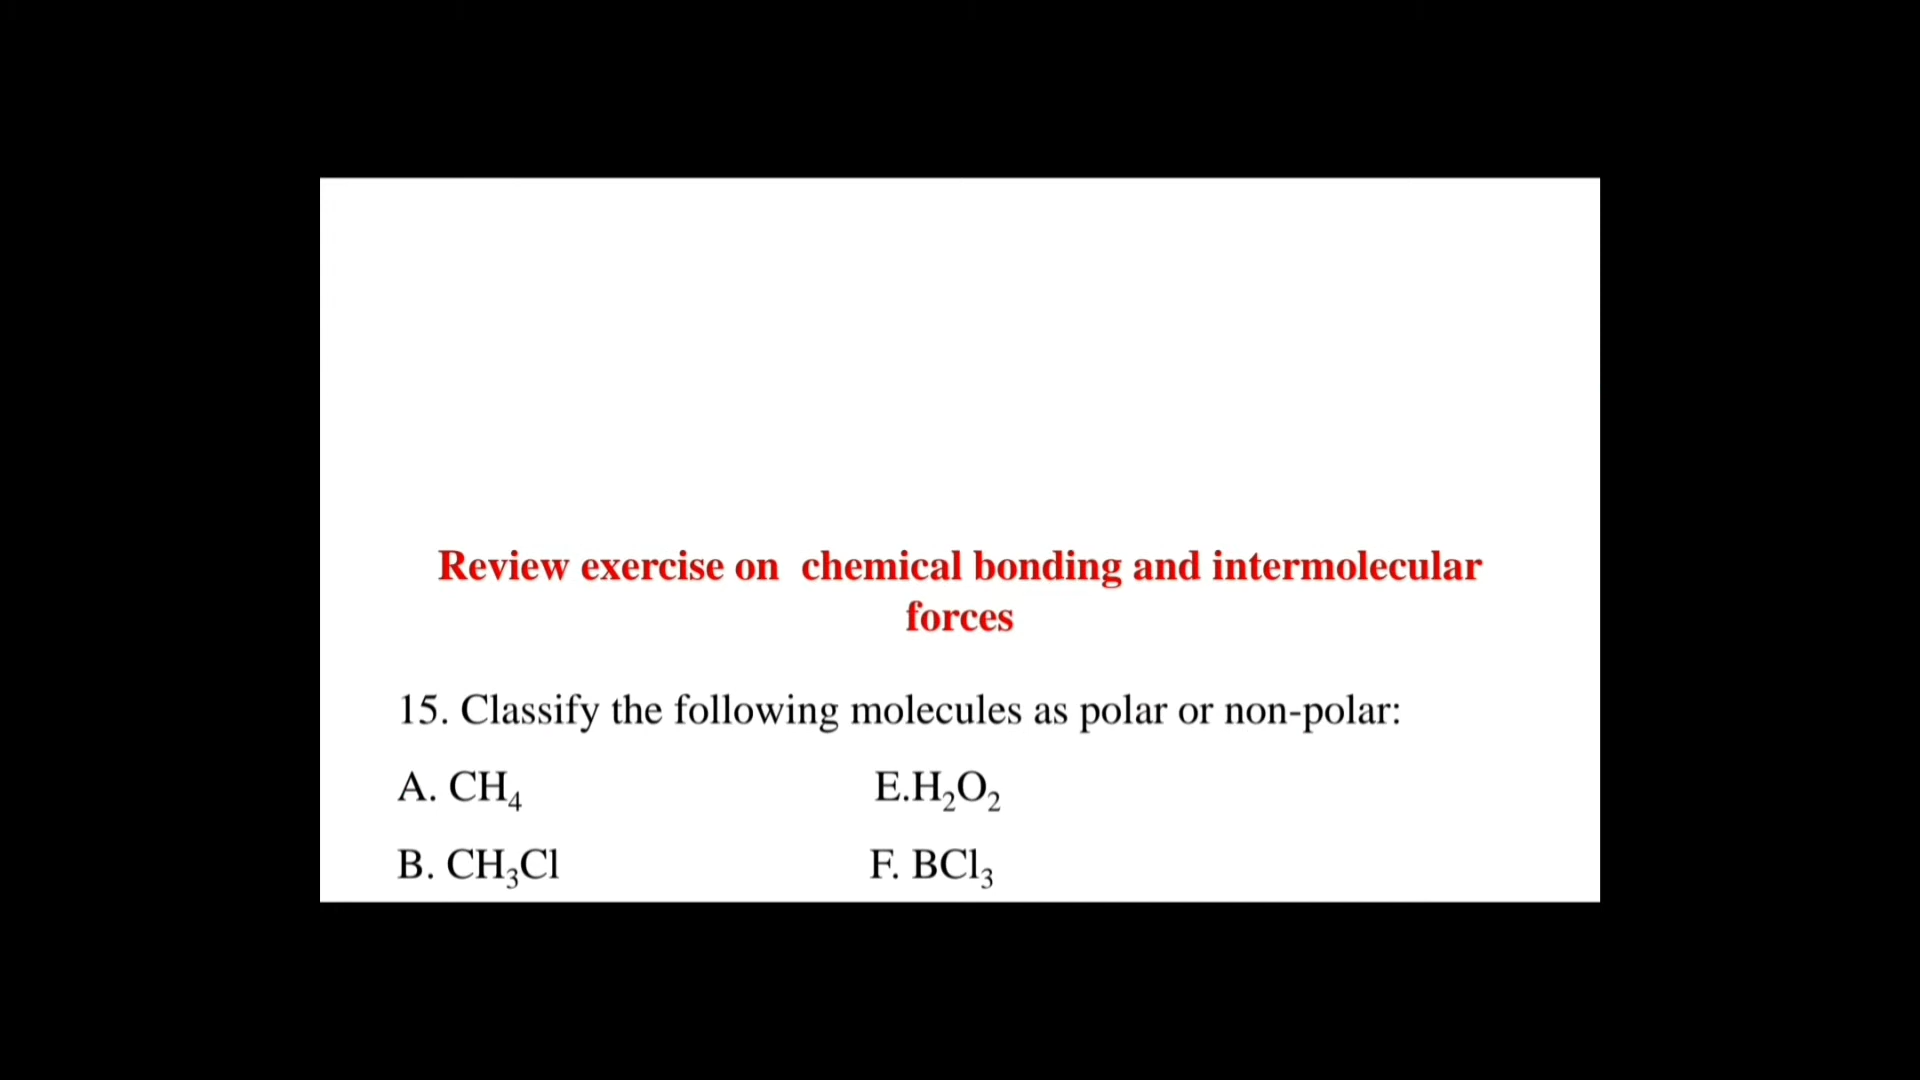 Review exercise on  chemical bonding and intermolecular
forces
15. Classify the following molecules as polar or non-polar:
A. CH₄ E.H₂O₂
B. CH₃Cl F. BCl₃